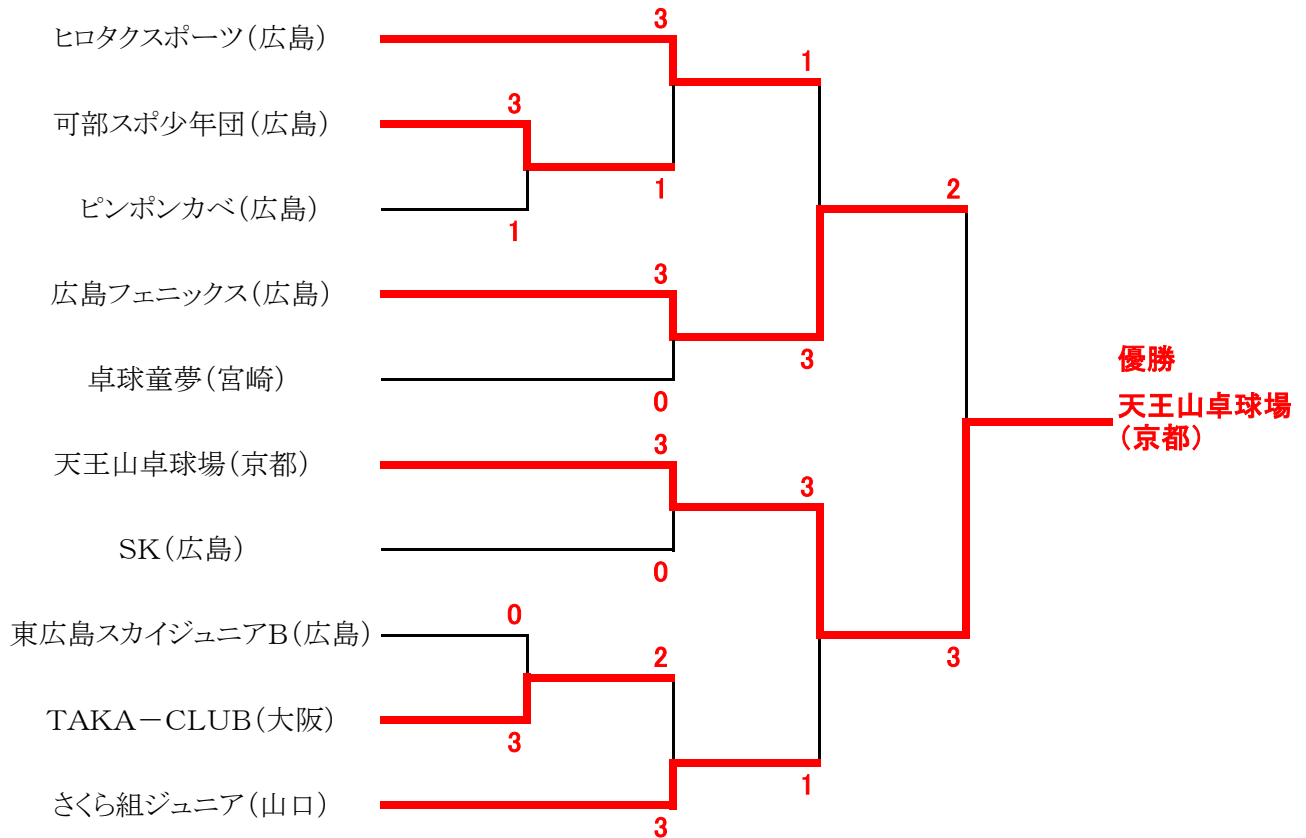 3
ヒロタクスポーツ(広島)
1
3
可部スポ少年団(広島)
1
2
ピンポンカベ(広島)
1
3
広島フェニックス(広島)
3
優勝
卓球童夢(宮崎)
0
天王山卓球場
(京都)
3
天王山卓球場(京都)
3
SK(広島)
0
0
東広島スカイジュニアB(広島)
2
3
TAKA-CLUB(大阪)
3
1
さくら組ジュニア(山口)
3